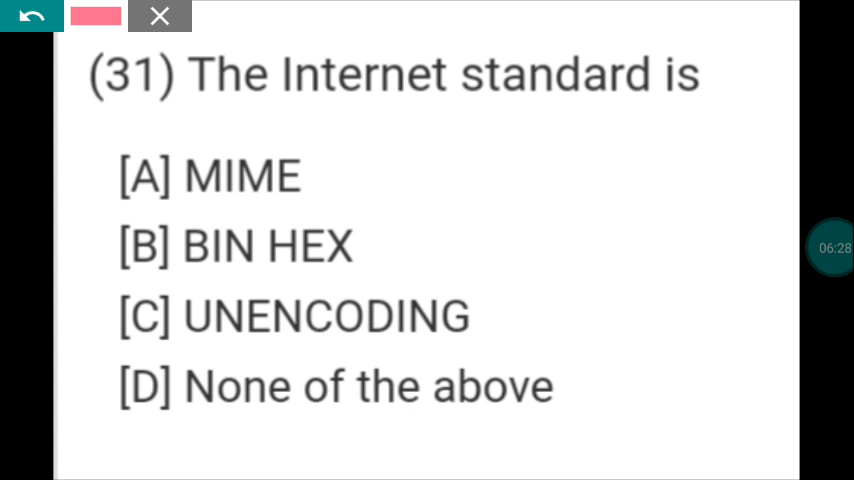 (31) The Internet standard is
[A] MIME
[B] BIN HEX
[C] UNENCODING
[D] None of the above
06:28